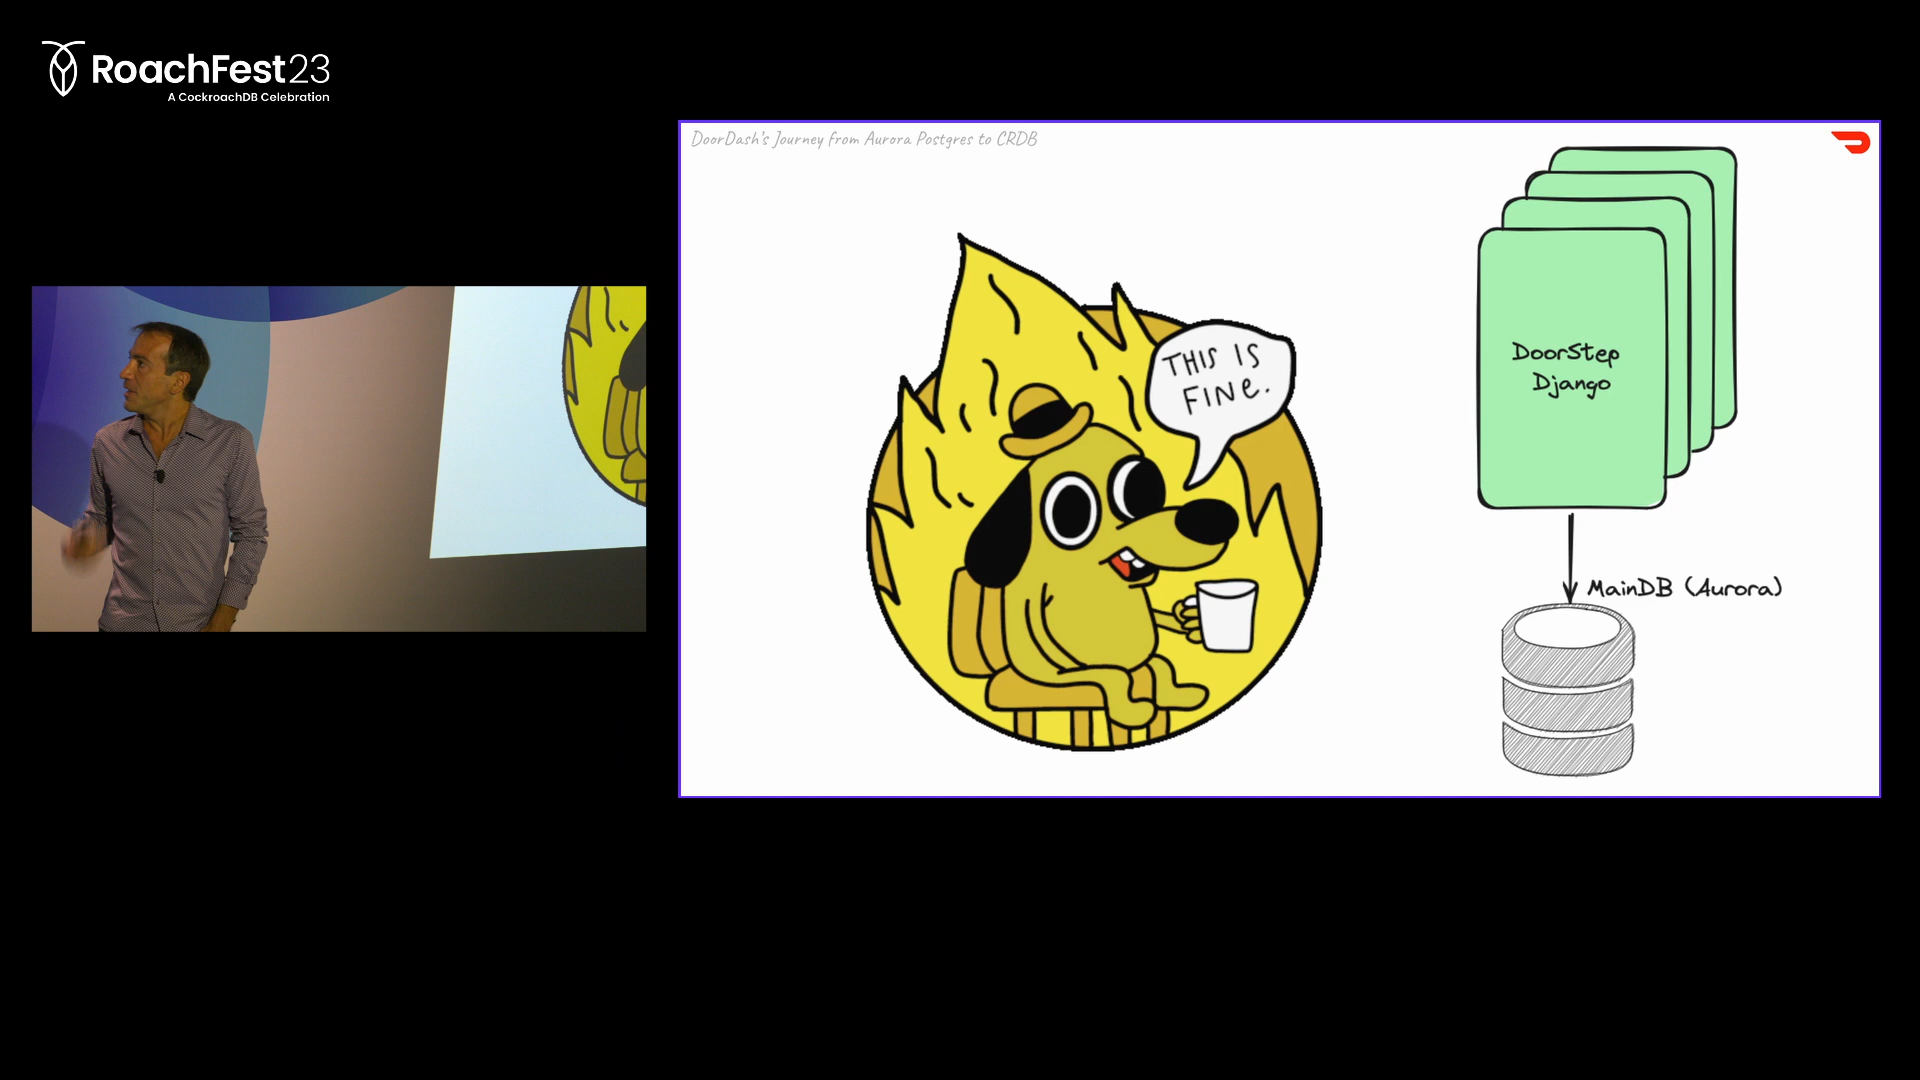 RoachFest23
A CockroachDB Celebration
DoorDash's Journey from Aurora Postgres to CRDB
THIS IS
FINE.
DoorStep
Django
MainDB (Aurora)